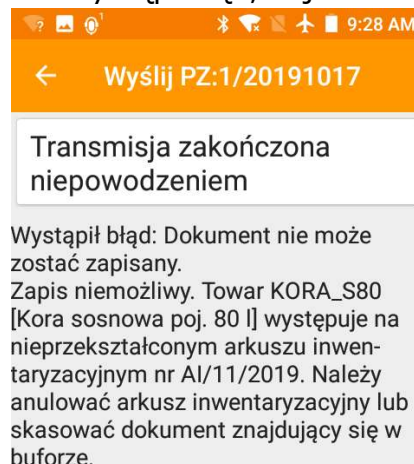 9:28 AM
Wyślij PZ:1/20191017
Transmisja zakończona
niepowodzeniem
Wystąpił błąd: Dokument nie może
zostać zapisany.
Zapis niemożliwy. Towar KORA_S80
[Kora sosnowa poj. 80 l] występuje na
nieprzekształconym arkuszu inwen-
taryzacyjnym nr AI/11/2019. Należy
anulować arkusz inwentaryzacyjny lub
skasować dokument znajdujący się w
buforze.